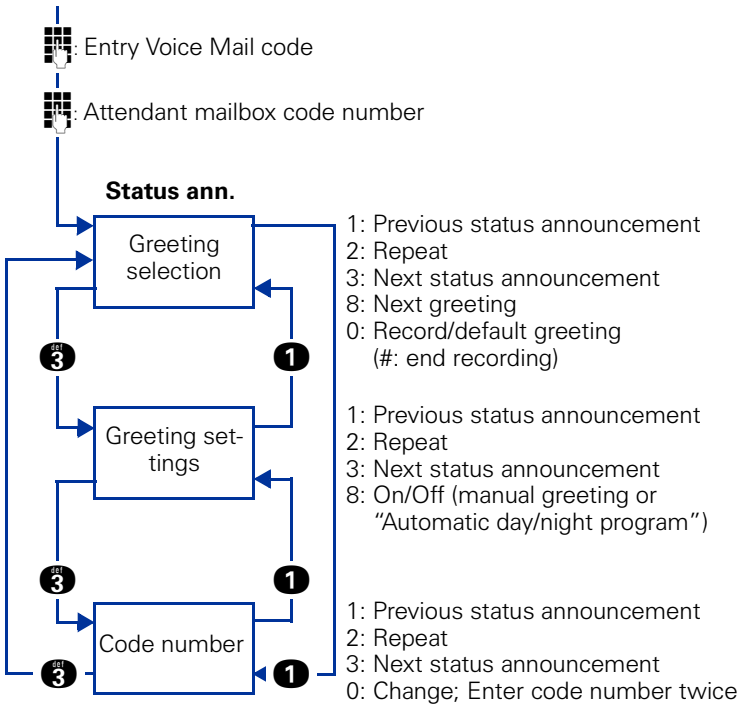 : Entry Voice Mail code
: Attendant mailbox code number
Status ann.
Greeting
selection
1: Previous status announcement
2: Repeat
3: Next status announcement
8: Next greeting
0: Record/default greeting
(#: end recording)
def
3
1
Greeting set-
tings
1: Previous status announcement
2: Repeat
3: Next status announcement
8: On/Off (manual greeting or
“Automatic day/night program”)
def
3
1
Code number
1: Previous status announcement
2: Repeat
3: Next status announcement
0: Change; Enter code number twice
def
3
1